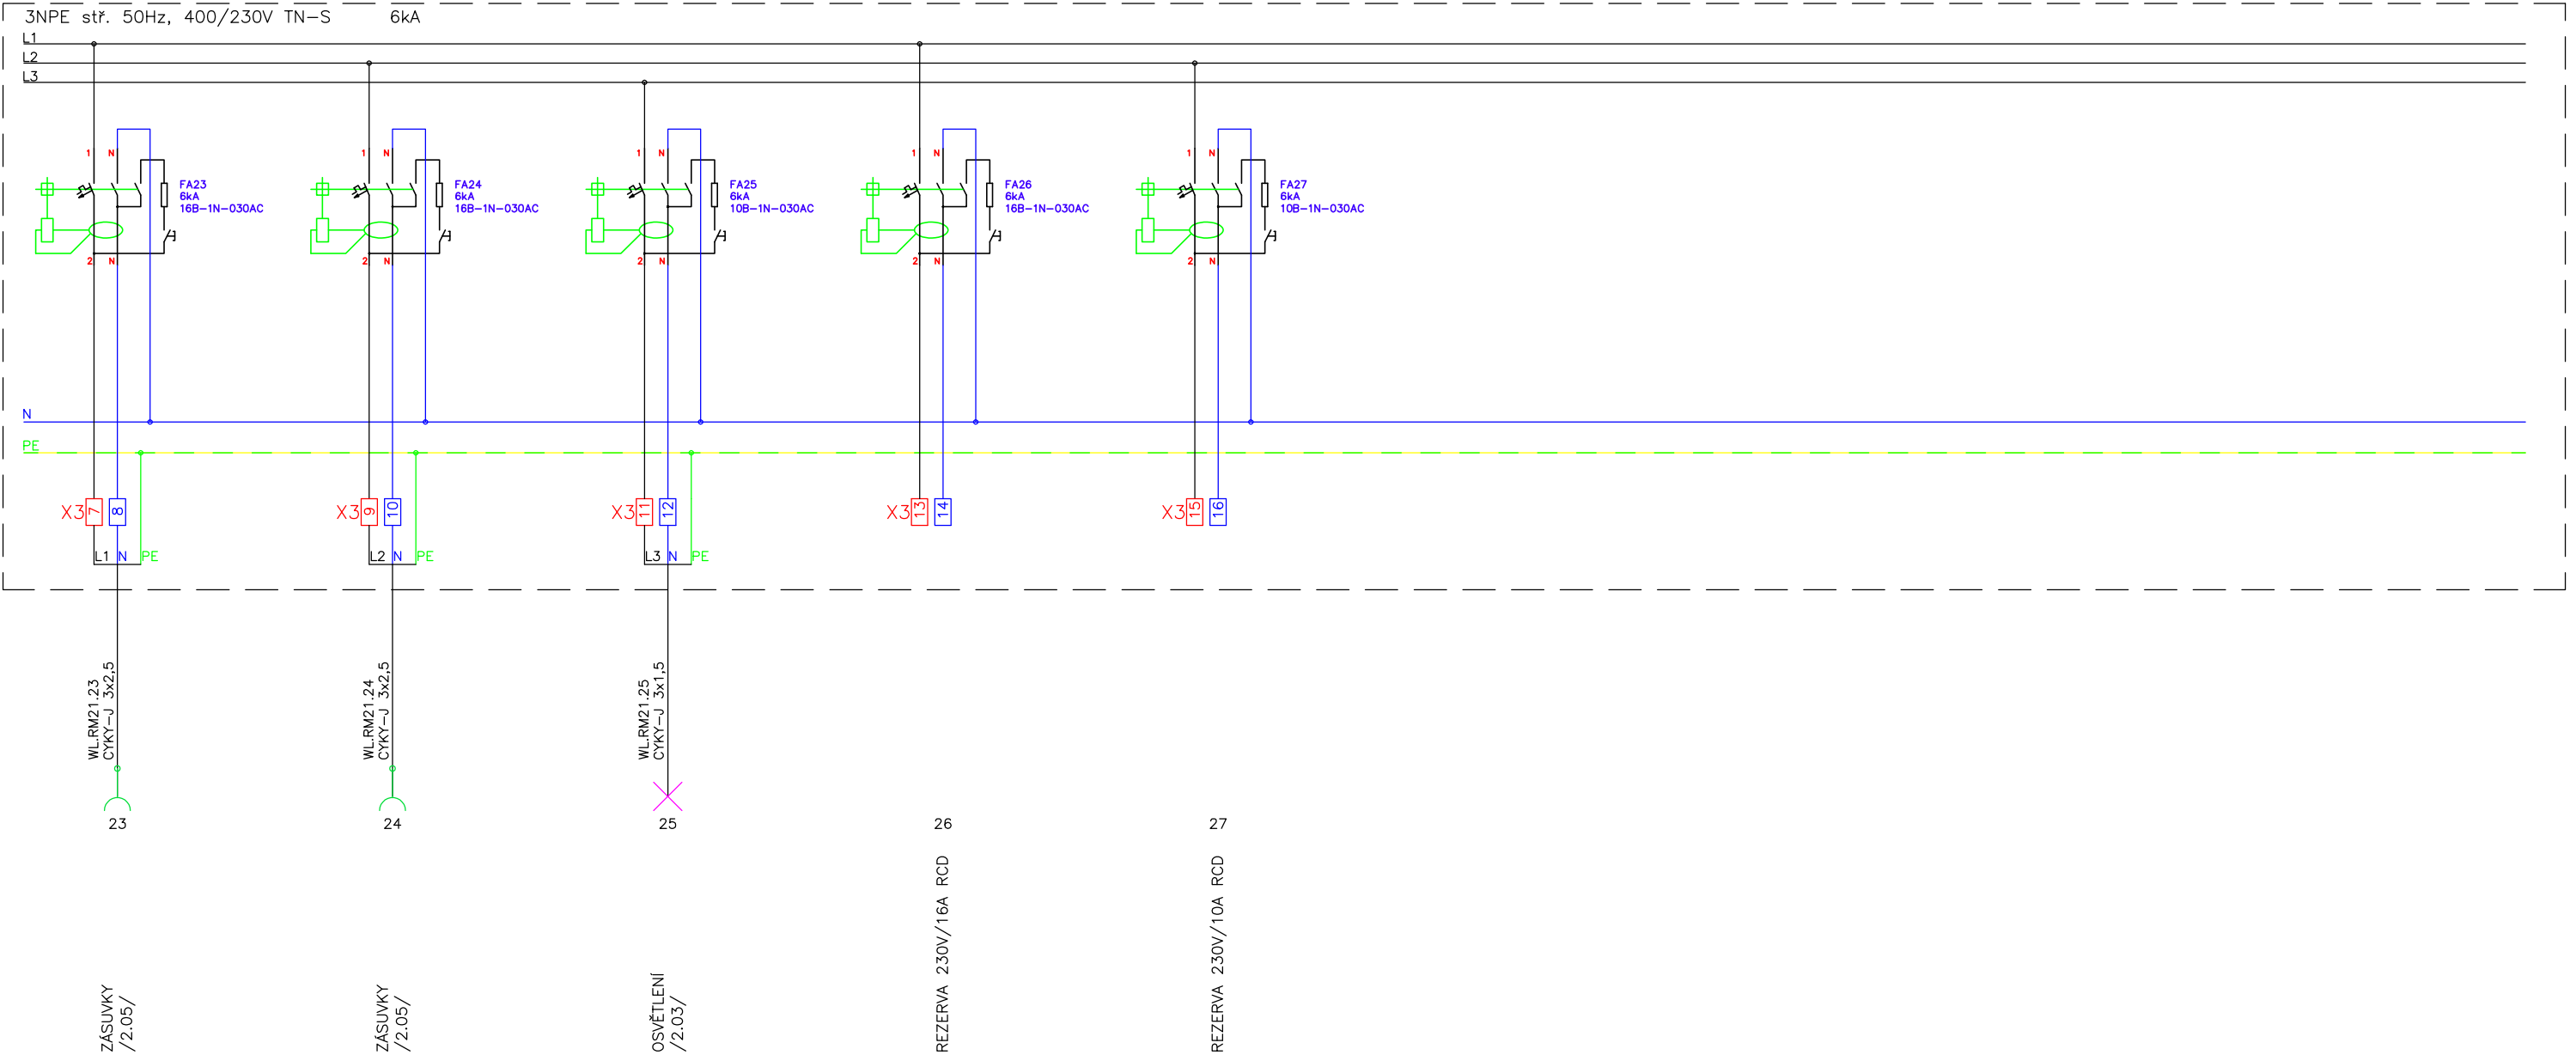 3NPE stř. 50Hz, 400/230V TN-S 6kA
L1
L2
L3
1 N
FA23
6kA
16B-1N-030AC
2 N
1 N
FA24
6kA
16B-1N-030AC
2 N
1 N
FA25
6kA
10B-1N-030AC
2 N
1 N
FA26
6kA
16B-1N-030AC
2 N
1 N
FA27
6kA
10B-1N-030AC
2 N
N
PE
X3 7 8
X3 9 10
X3 11 12
X3 13 14
X3 15 16
L1 N PE
L2 N PE
L3 N PE
WL.RM21.23
CYKY-J 3x2,5
WL.RM21.24
CYKY-J 3x2,5
WL.RM21.25
CYKY-J 3x1,5
23
24
25
26
27
ZÁSUVKY
/2.05/
ZÁSUVKY
/2.05/
OSVĚTLENÍ
/2.03/
REZERVA 230V/16A RCD
REZERVA 230V/10A RCD